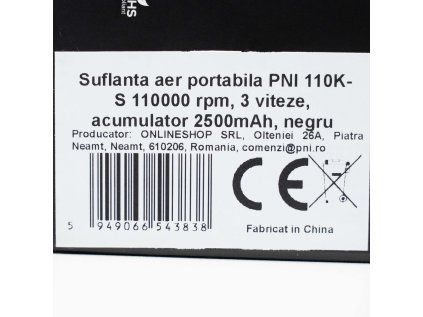 HS
Suflanta aer portabila PNI 110K-
S 110000 rpm, 3 viteze,
acumulator 2500mAh, negru
Producator: ONLINESHOP SRL, Olteniei 26A, Piatra
Neamt, Neamt, 610206, Romania, comenzi@pni.ro
CE
5 949066 543838
Fabricat in China